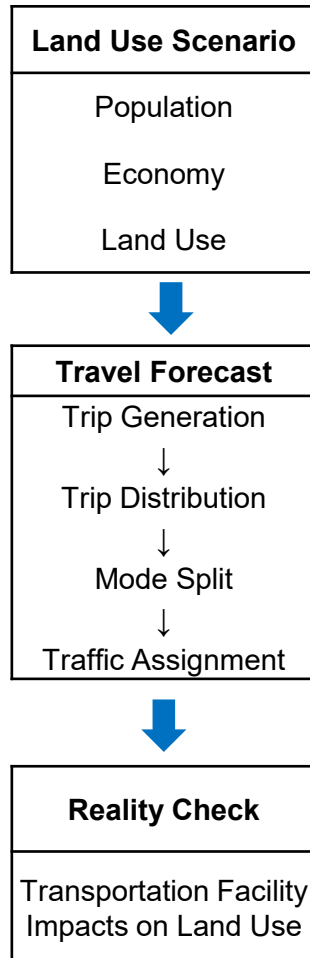 Land Use Scenario
Population
Economy
Land Use
Travel Forecast
Trip Generation
↓
Trip Distribution
↓
Mode Split
↓
Traffic Assignment
Reality Check
Transportation Facility
Impacts on Land Use